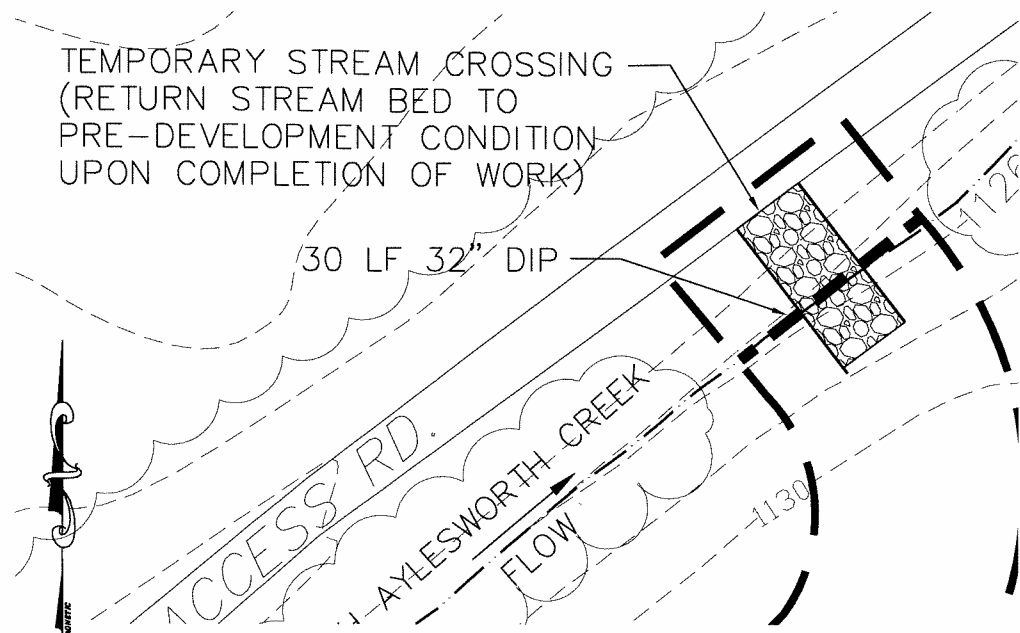 TEMPORARY STREAM CROSSING
(RETURN STREAM BED TO
PRE-DEVELOPMENT CONDITION
UPON COMPLETION OF WORK)
30 LF 32" DIP
1126
ACCESS RD.
AYLESWORTH CREEK
FLOW
1130